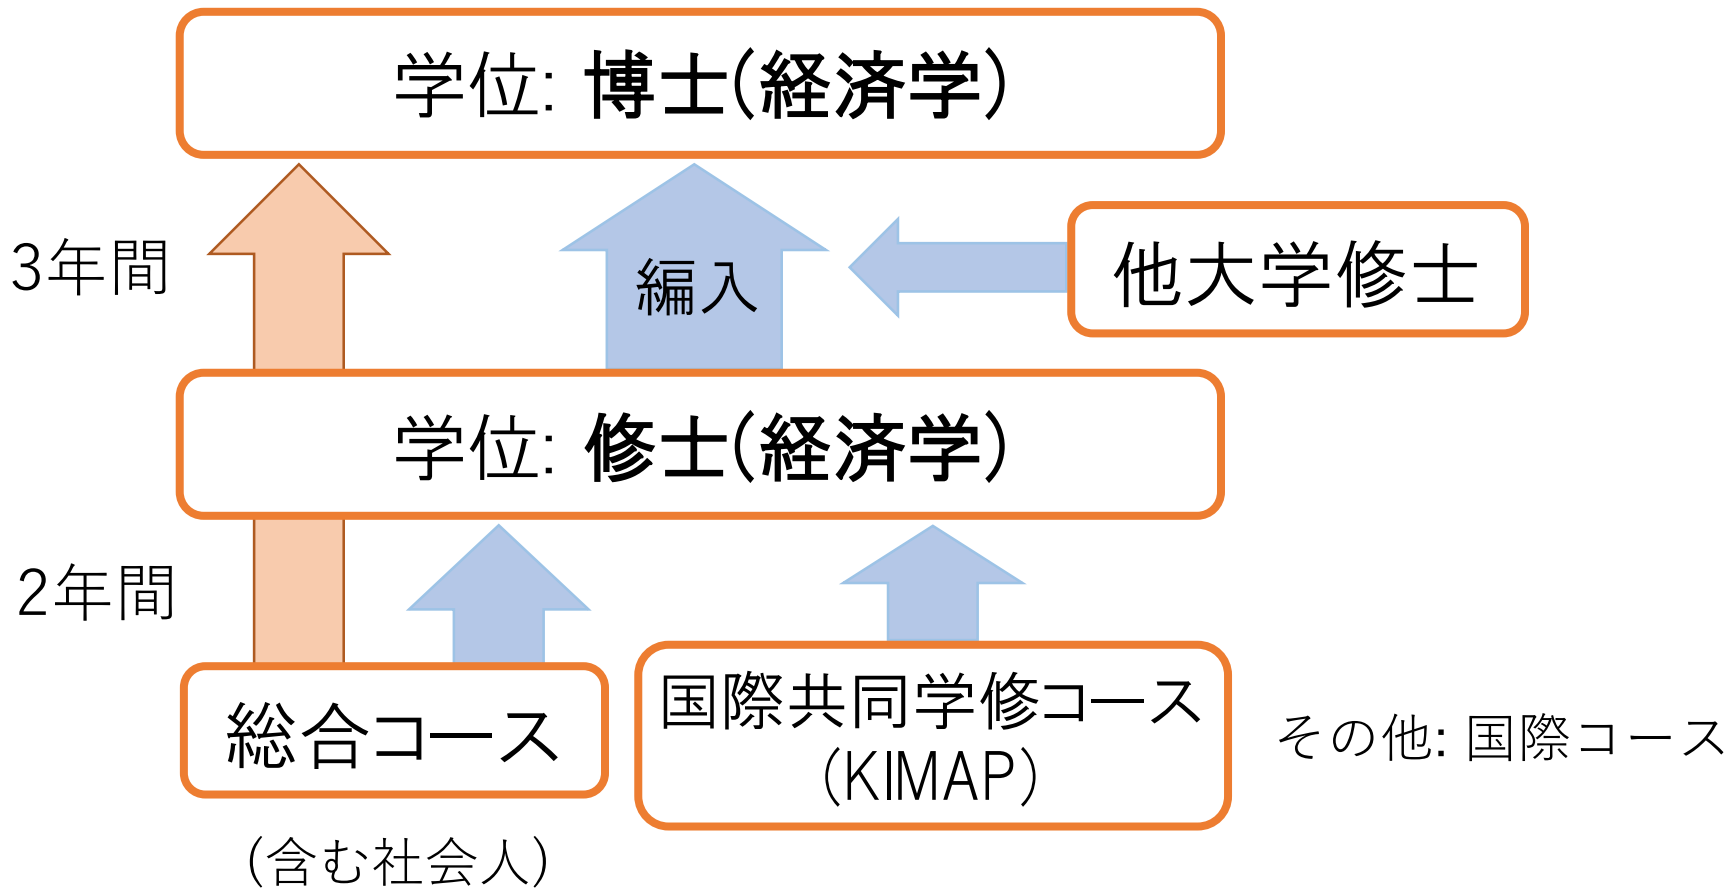 学位: 博士(経済学)
3年間
編入
他大学修士
学位: 修士(経済学)
2年間
総合コース
国際共同学修コース
(KIMAP)
その他: 国際コース
(含む社会人)